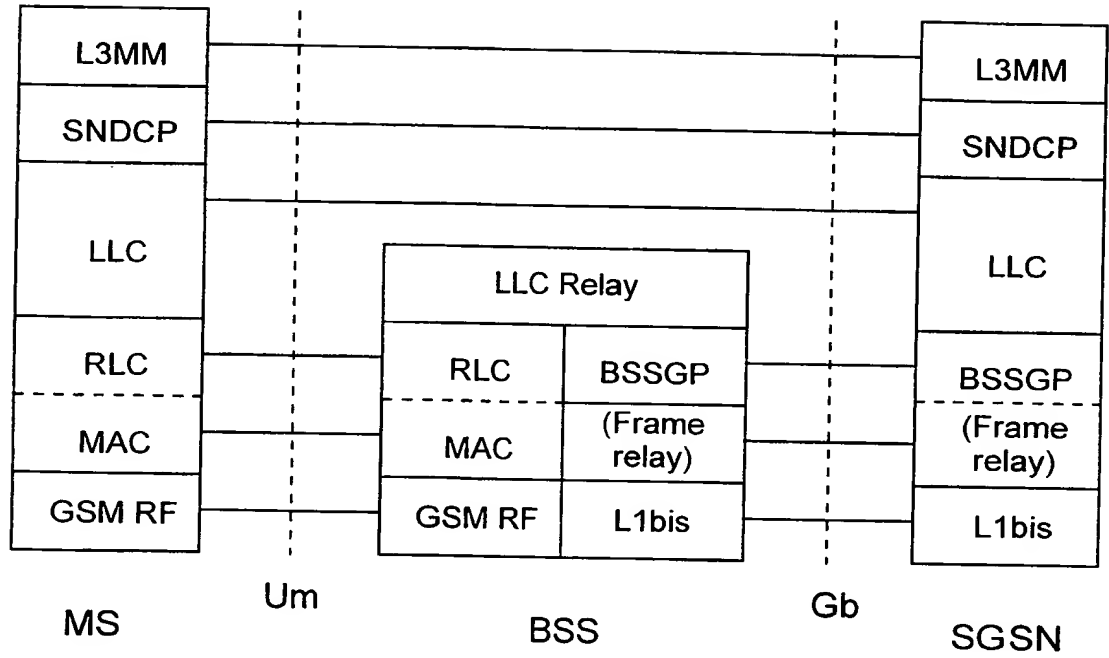 L3MM
SNDCP
LLC
RLC
MAC
GSM RF
MS
Um
LLC Relay
RLC
BSSGP
MAC
(Frame
relay)
GSM RF
L1bis
BSS
Gb
L3MM
SNDCP
LLC
BSSGP
(Frame
relay)
L1bis
SGSN